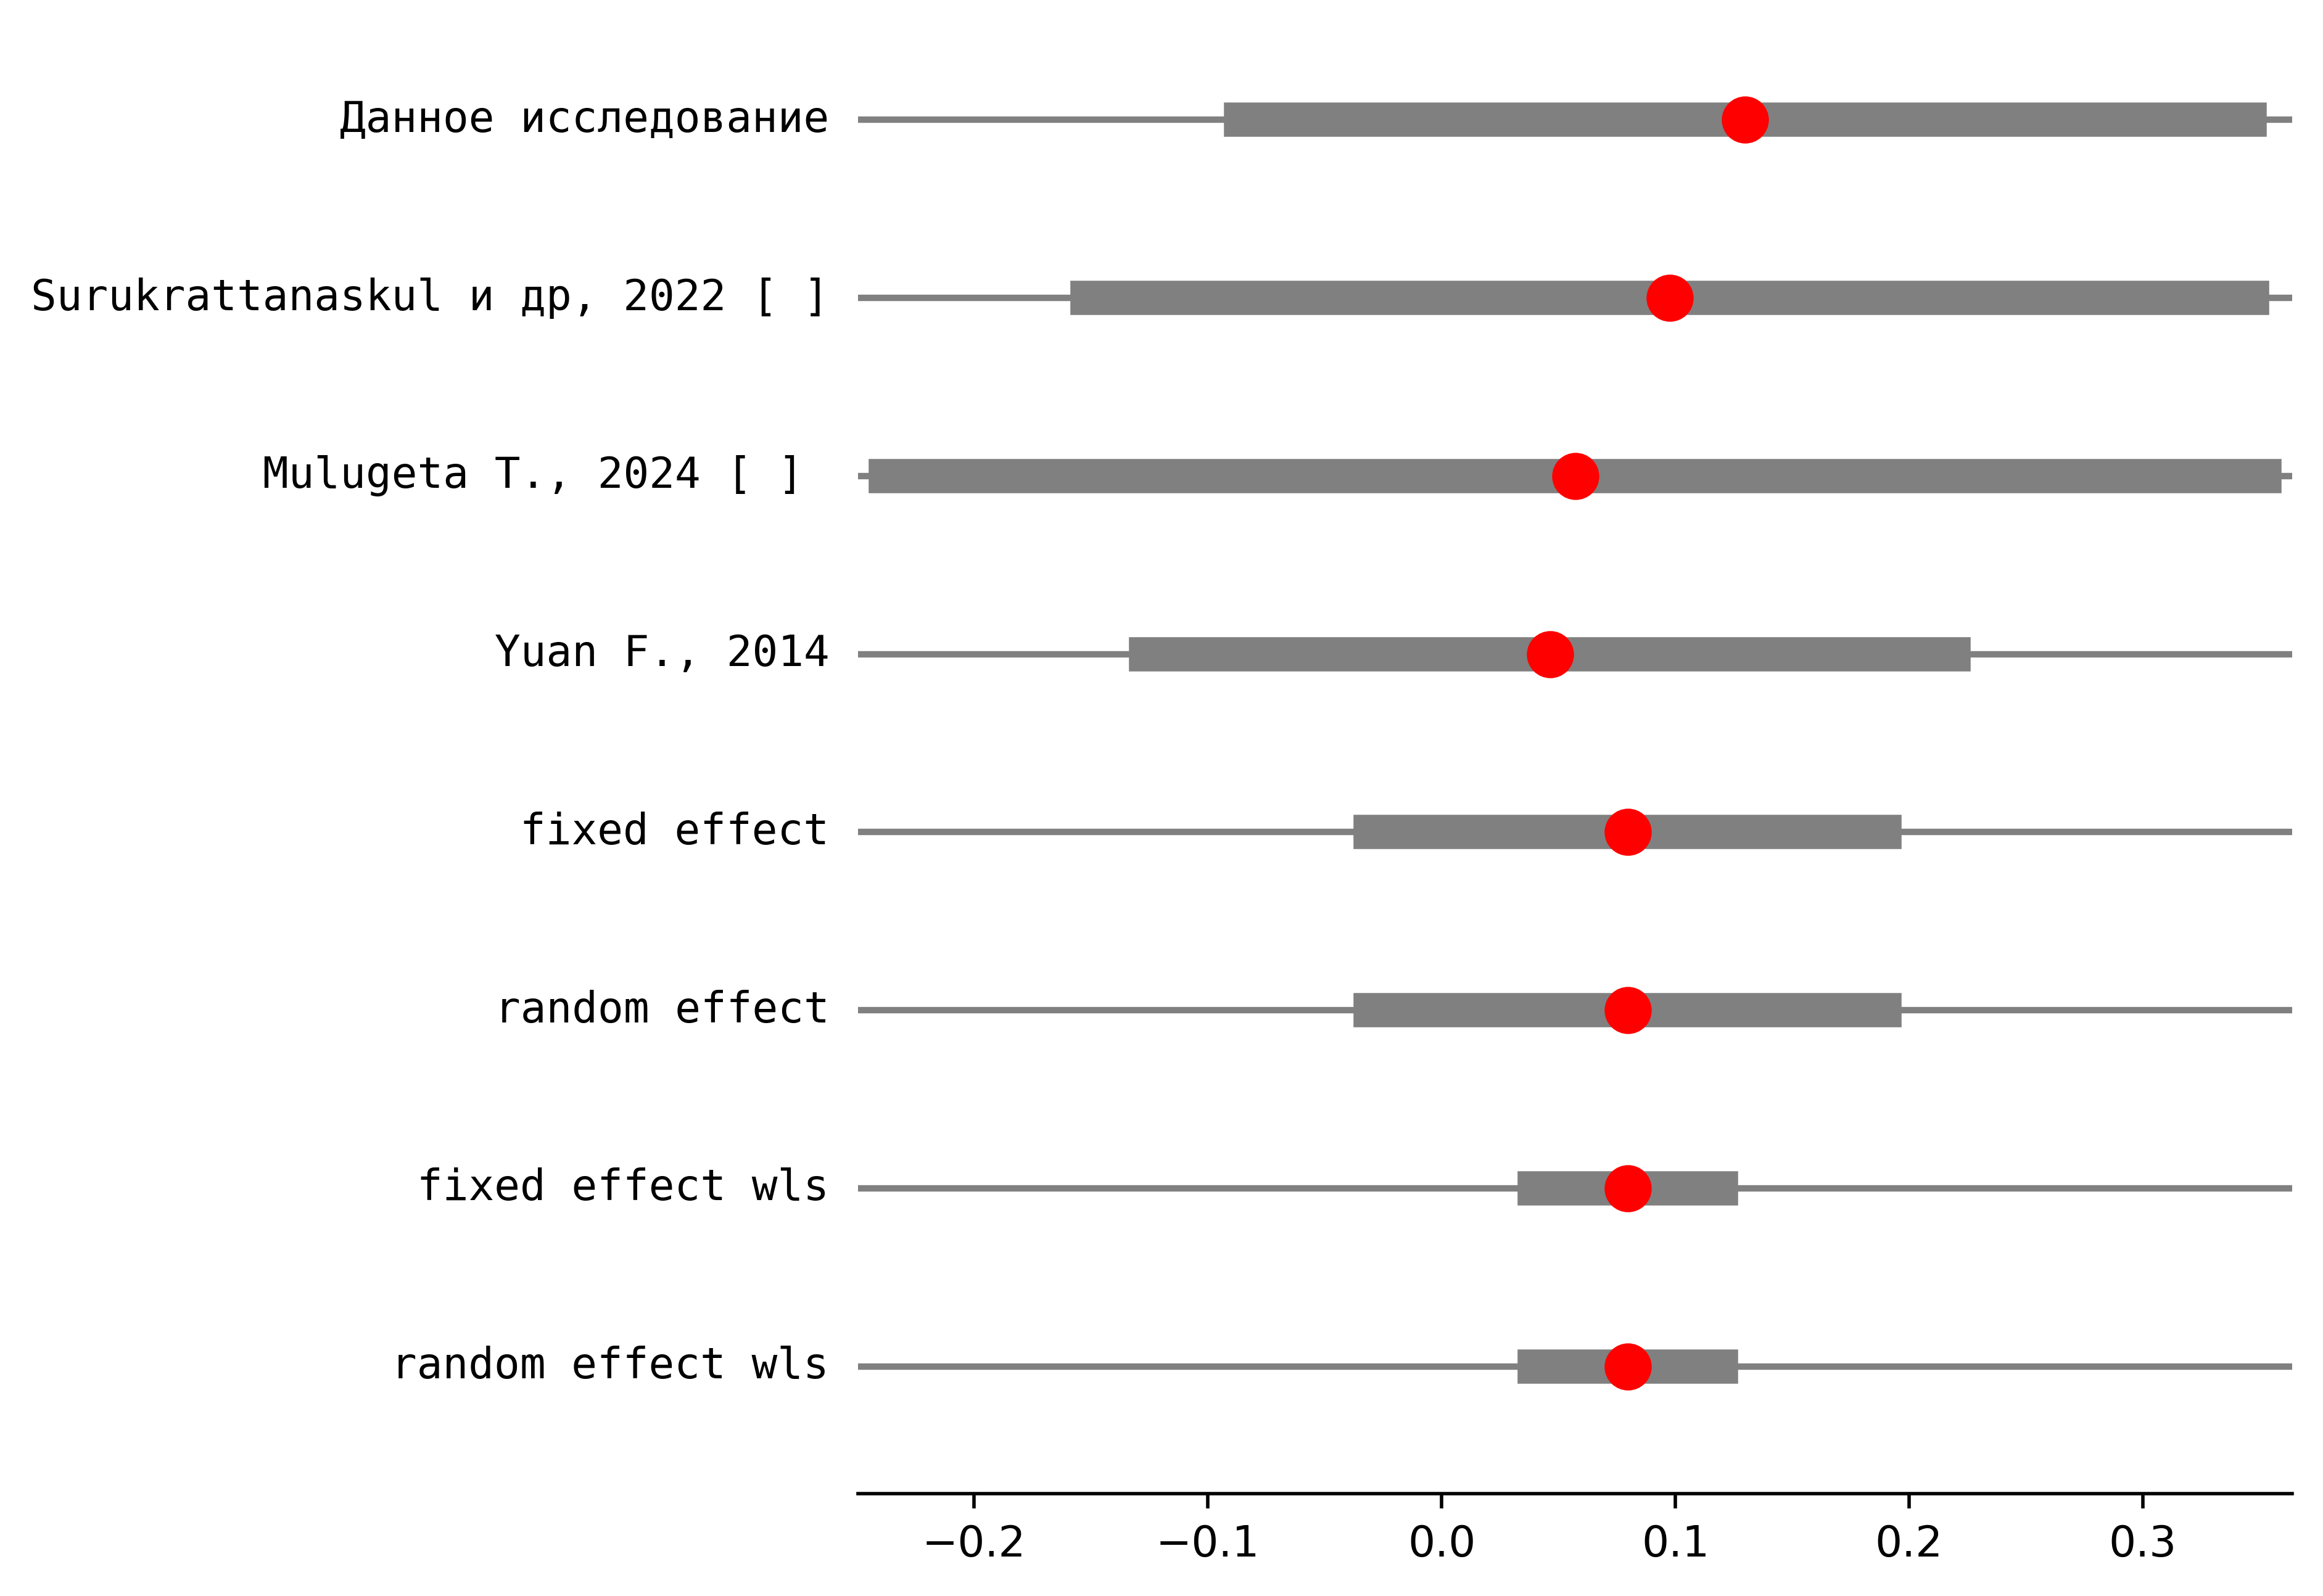 Данное исследование
Surukrattanaskul и др, 2022 [ ]
Mulugeta T., 2024 [ ]
Yuan F., 2014
fixed effect
random effect
fixed effect wls
random effect wls
−0.2 −0.1 0.0 0.1 0.2 0.3